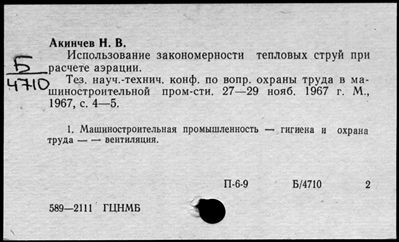 Акинчев Н. В.
Использование закономерности тепловых струй при
расчете аэрации.
Б
4710
Тез. науч.-технич. конф. по вопр. охраны труда в ма-
шиностроительной пром-сти. 27—29 нояб. 1967 г. М.,
1967, с. 4—5.
1. Машиностроительная промышленность — гигиена и охрана
труда — — вентиляция.
П-6-9 Б/4710 2
589—2111 ГЦНМБ